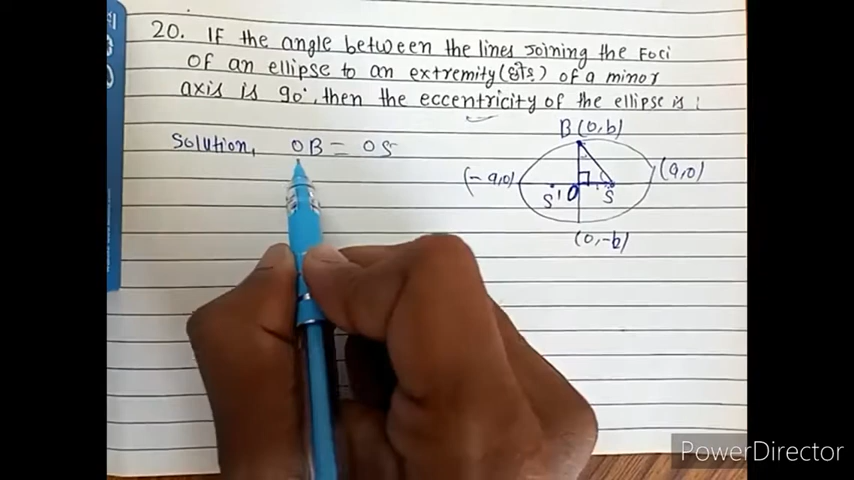 20. If the angle between the lines joining the Foci
of an ellipse to an extremity (छोर) of a minor
axis is 90°, then the eccentricity of the ellipse is :
Solution, OB = OS
B (0,b)
(-a,0)
(a,0)
S' O S
(0,-b)
PowerDirector